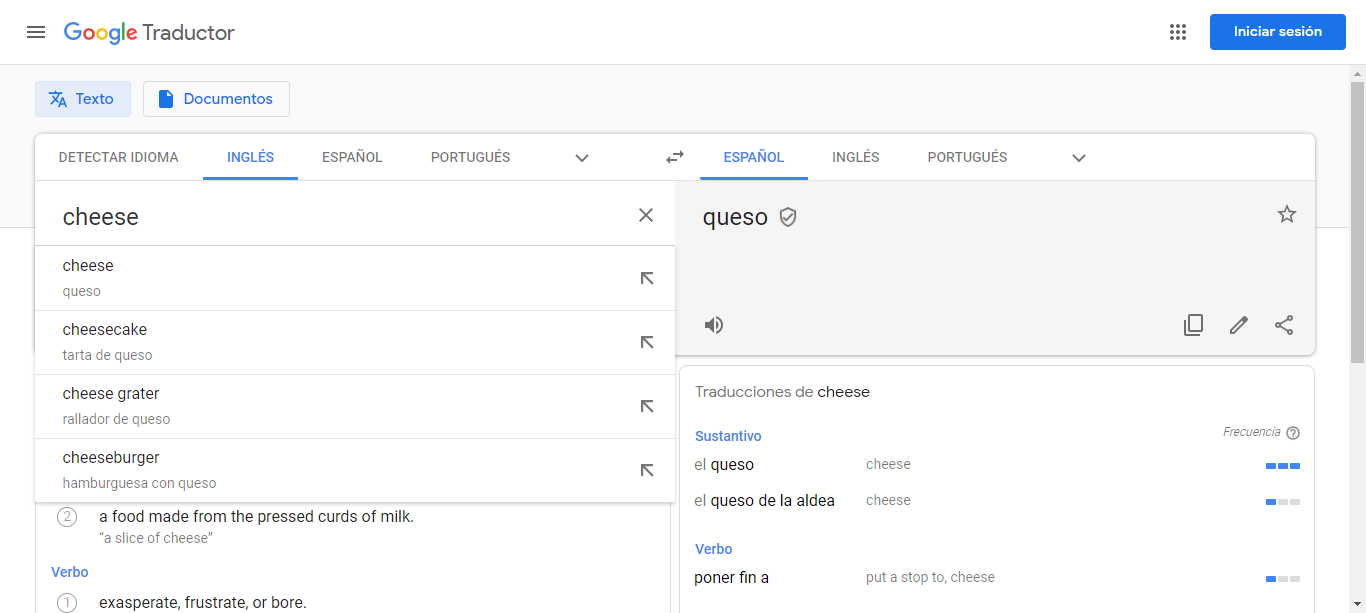 Google Traductor
Iniciar sesión
Texto
Documentos
DETECTAR IDIOMA INGLÉS ESPAÑOL PORTUGUÉS
ESPAÑOL INGLÉS PORTUGUÉS
cheese
cheese
queso
cheesecake
tarta de queso
cheese grater
rallador de queso
cheeseburger
hamburguesa con queso
2 a food made from the pressed curds of milk.
“a slice of cheese”
Verbo
1 exasperate, frustrate, or bore.
queso
Traducciones de cheese
Sustantivo Frecuencia ?
el queso cheese
el queso de la aldea cheese
Verbo
poner fin a put a stop to, cheese